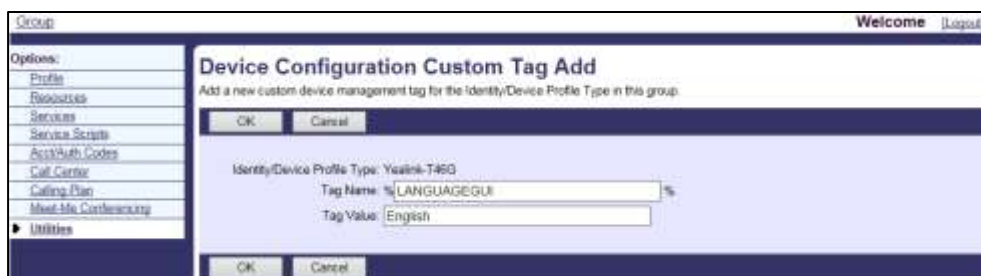 Group
Welcome [Logout
Options:
Profile
Resources
Services
Service Scripts
Acct/Auth Codes
Call Center
Calling Plan
Meet-Me Conferencing
Utilities
Device Configuration Custom Tag Add
Add a new custom device management tag for the Identity/Device Profile Type in this group.
OK Cancel
Identity/Device Profile Type: Yealink-T46G
Tag Name: %LANGUAGEGUI %
Tag Value: English
OK Cancel